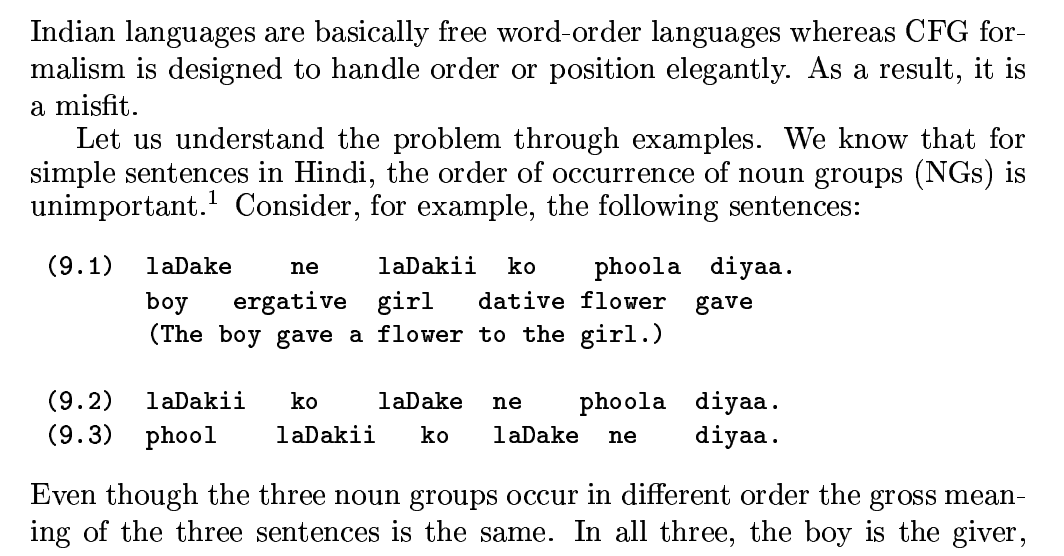 Indian languages are basically free word-order languages whereas CFG for-
malism is designed to handle order or position elegantly. As a result, it is
a misfit.
Let us understand the problem through examples. We know that for
simple sentences in Hindi, the order of occurrence of noun groups (NGs) is
unimportant.¹ Consider, for example, the following sentences:
(9.1) laDake ne laDakii ko phoola diyaa.
boy ergative girl dative flower gave
(The boy gave a flower to the girl.)
(9.2) laDakii ko laDake ne phoola diyaa.
(9.3) phool laDakii ko laDake ne diyaa.
Even though the three noun groups occur in different order the gross mean-
ing of the three sentences is the same. In all three, the boy is the giver,